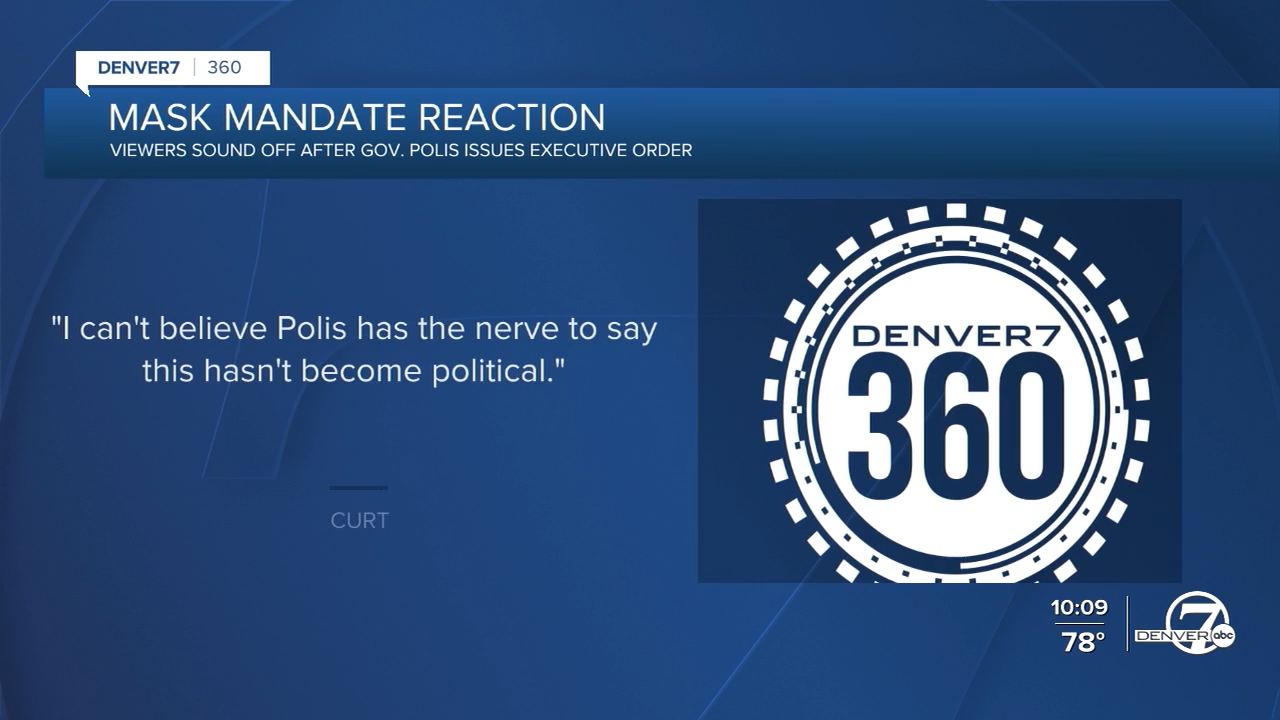 DENVER7 | 360
MASK MANDATE REACTION
VIEWERS SOUND OFF AFTER GOV. POLIS ISSUES EXECUTIVE ORDER
"I can't believe Polis has the nerve to say
this hasn't become political."
CURT
DENVER7
360
10:09
78°
7
DENVER abc